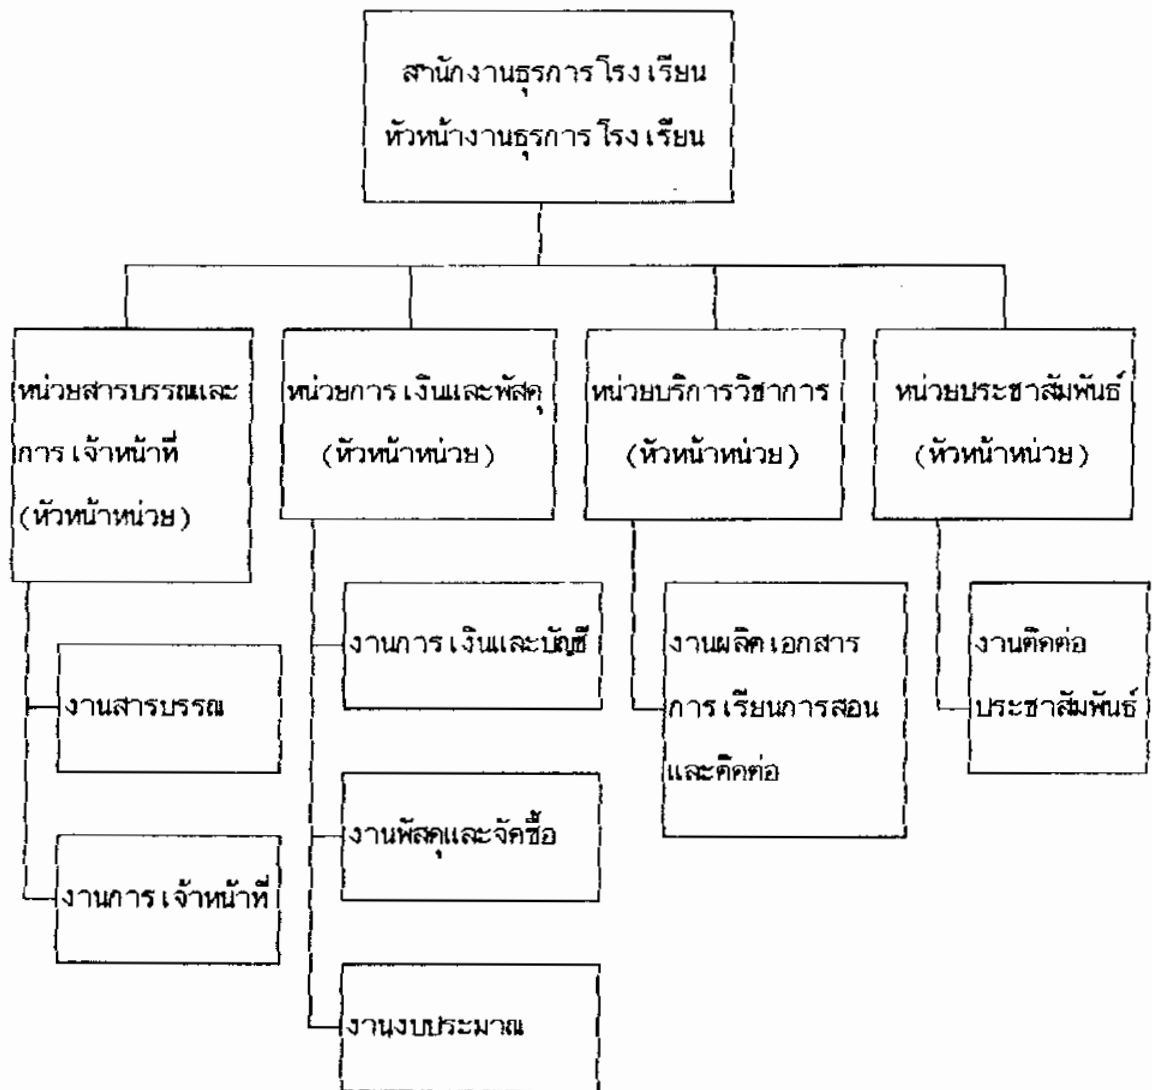 สำนักงานธุรการโรงเรียน
หัวหน้างานธุรการโรงเรียน
หน่วยสารบรรณและ
การเจ้าหน้าที่
(หัวหน้าหน่วย)
หน่วยการเงินและพัสดุ
(หัวหน้าหน่วย)
หน่วยบริการวิชาการ
(หัวหน้าหน่วย)
หน่วยประชาสัมพันธ์
(หัวหน้าหน่วย)
งานสารบรรณ
งานการเจ้าหน้าที่
งานการเงินและบัญชี
งานพัสดุและจัดซื้อ
งานงบประมาณ
งานผลิตเอกสาร
การเรียนการสอน
และติดต่อ
งานติดต่อ
ประชาสัมพันธ์